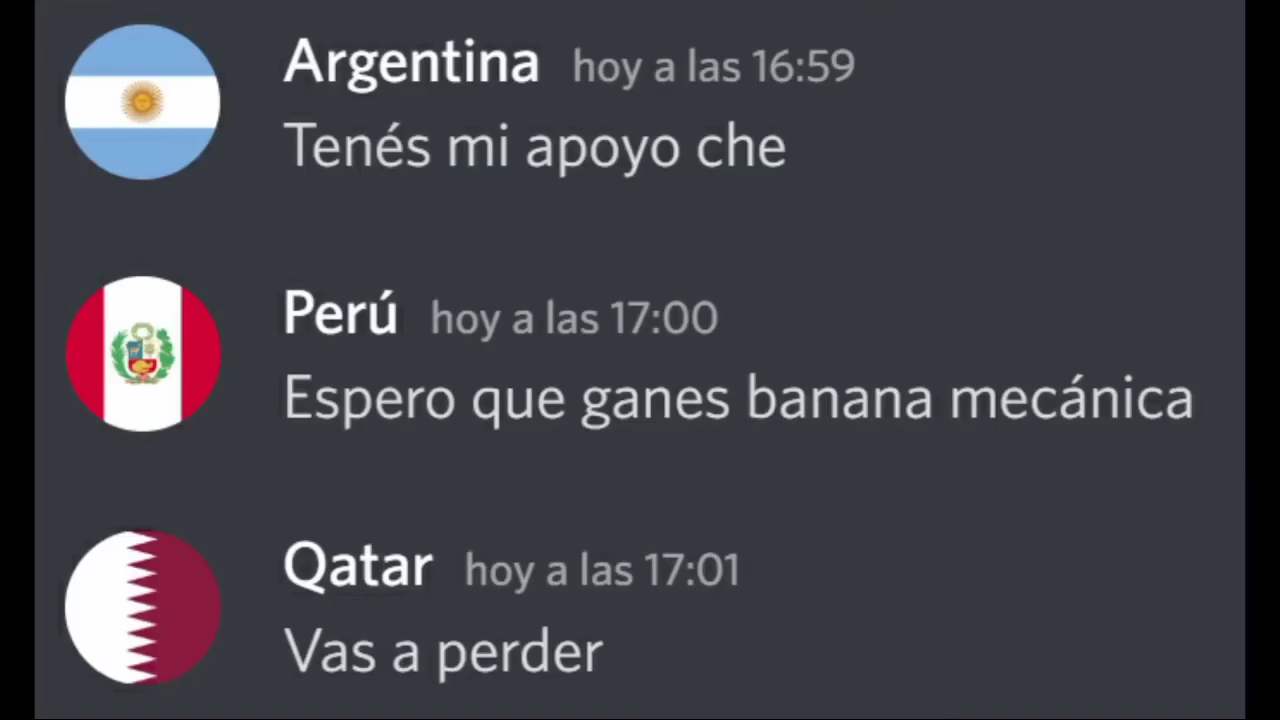 Argentina hoy a las 16:59
Tenés mi apoyo che
Perú hoy a las 17:00
Espero que ganes banana mecánica
Qatar hoy a las 17:01
Vas a perder